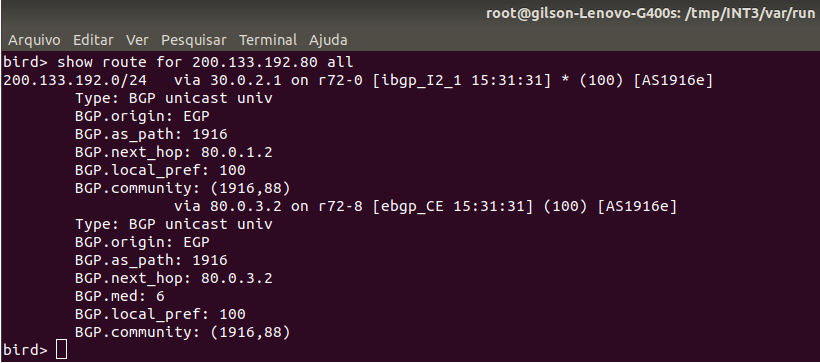 root@gilson-Lenovo-G400s: /tmp/INT3/var/run
Arquivo Editar Ver Pesquisar Terminal Ajuda
bird> show route for 200.133.192.80 all
200.133.192.0/24   via 30.0.2.1 on r72-0 [ibgp_I2_1 15:31:31] * (100) [AS1916e]
        Type: BGP unicast univ
        BGP.origin: EGP
        BGP.as_path: 1916
        BGP.next_hop: 80.0.1.2
        BGP.local_pref: 100
        BGP.community: (1916,88)
                   via 80.0.3.2 on r72-8 [ebgp_CE 15:31:31] (100) [AS1916e]
        Type: BGP unicast univ
        BGP.origin: EGP
        BGP.as_path: 1916
        BGP.next_hop: 80.0.3.2
        BGP.med: 6
        BGP.local_pref: 100
        BGP.community: (1916,88)
bird>